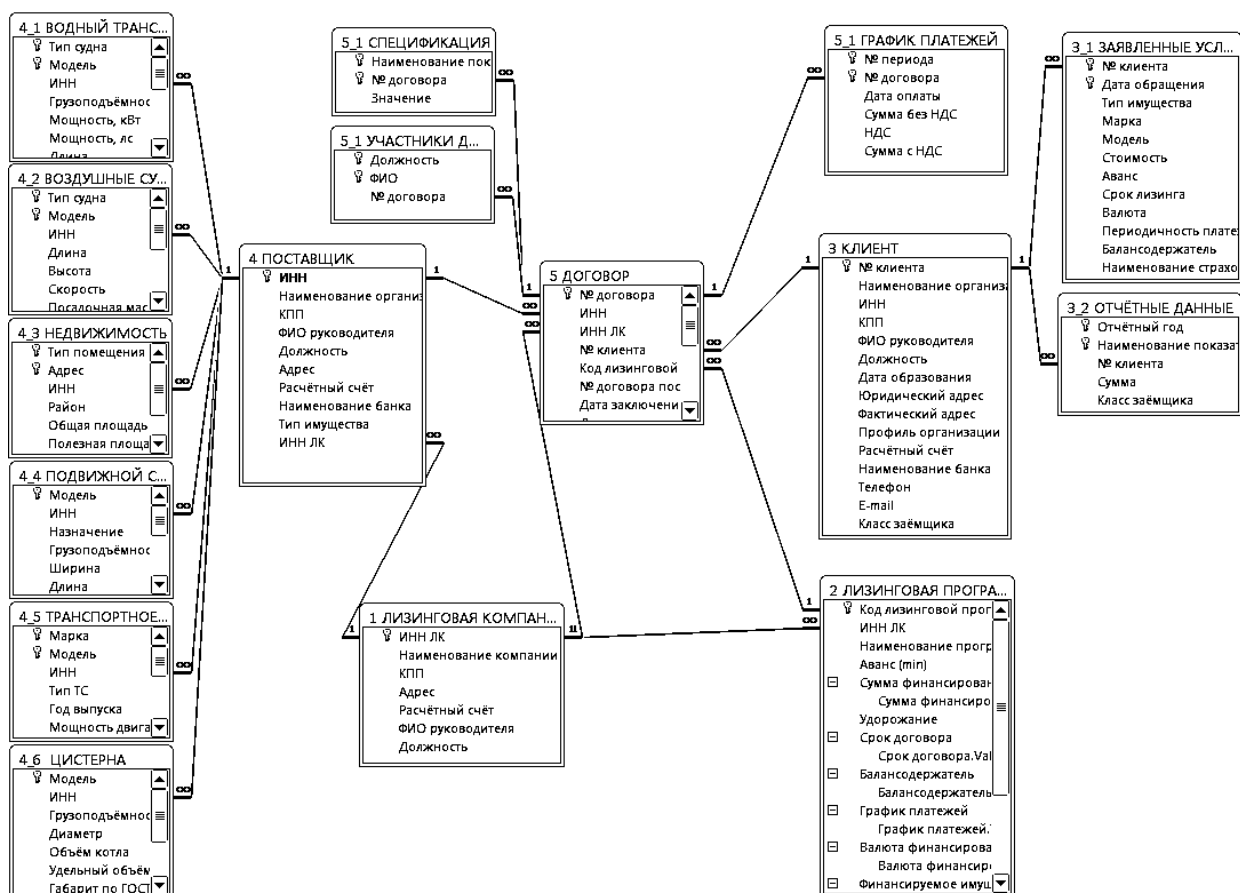 4_1 ВОДНЫЙ ТРАНС...
Тип судна
Модель
ИНН
Грузоподъёмнос
Мощность, кВт
Мощность, лс
Длина
4_2 ВОЗДУШНЫЕ СУ...
Тип судна
Модель
ИНН
Длина
Высота
Скорость
Посадочная мас
4_3 НЕДВИЖИМОСТЬ
Тип помещения
Адрес
ИНН
Район
Общая площадь
Полезная площа
4_4 ПОДВИЖНОЙ С...
Модель
ИНН
Назначение
Грузоподъёмнос
Ширина
Длина
4_5 ТРАНСПОРТНОЕ...
Марка
Модель
ИНН
Тип ТС
Год выпуска
Мощность двига
4_6 ЦИСТЕРНА
Модель
ИНН
Грузоподъёмнос
Диаметр
Объём котла
Удельный объём
Габарит по ГОСТ
5_1 СПЕЦИФИКАЦИЯ
Наименование пок
№ договора
Значение
5_1 УЧАСТНИКИ Д...
Должность
ФИО
№ договора
4 ПОСТАВЩИК
ИНН
Наименование организ
КПП
ФИО руководителя
Должность
Адрес
Расчётный счёт
Наименование банка
Тип имущества
ИНН ЛК
1 ЛИЗИНГОВАЯ КОМПАН...
ИНН ЛК
Наименование компании
КПП
Адрес
Расчётный счёт
ФИО руководителя
Должность
5 ДОГОВОР
№ договора
ИНН
ИНН ЛК
№ клиента
Код лизинговой
№ договора пос
Дата заключени
5_1 ГРАФИК ПЛАТЕЖЕЙ
№ периода
№ договора
Дата оплаты
Сумма без НДС
НДС
Сумма с НДС
3 КЛИЕНТ
№ клиента
Наименование организа
ИНН
КПП
ФИО руководителя
Должность
Дата образования
Юридический адрес
Фактический адрес
Профиль организации
Расчётный счёт
Наименование банка
Телефон
E-mail
Класс заёмщика
2 ЛИЗИНГОВАЯ ПРОГРА...
Код лизинговой прог
ИНН ЛК
Наименование прогр
Аванс (min)
Сумма финансирован
Сумма финансиро
Удорожание
Срок договора
Срок договора.Val
Балансодержатель
Балансодержатель
График платежей
График платежей.
Валюта финансирова
Валюта финансир
Финансируемое имущ
3_1 ЗАЯВЛЕННЫЕ УСЛ...
№ клиента
Дата обращения
Тип имущества
Марка
Модель
Стоимость
Аванс
Срок лизинга
Валюта
Периодичность плате
Балансодержатель
Наименование страхо
3_2 ОТЧЁТНЫЕ ДАННЫЕ
Отчётный год
Наименование показат
№ клиента
Сумма
Класс заёмщика